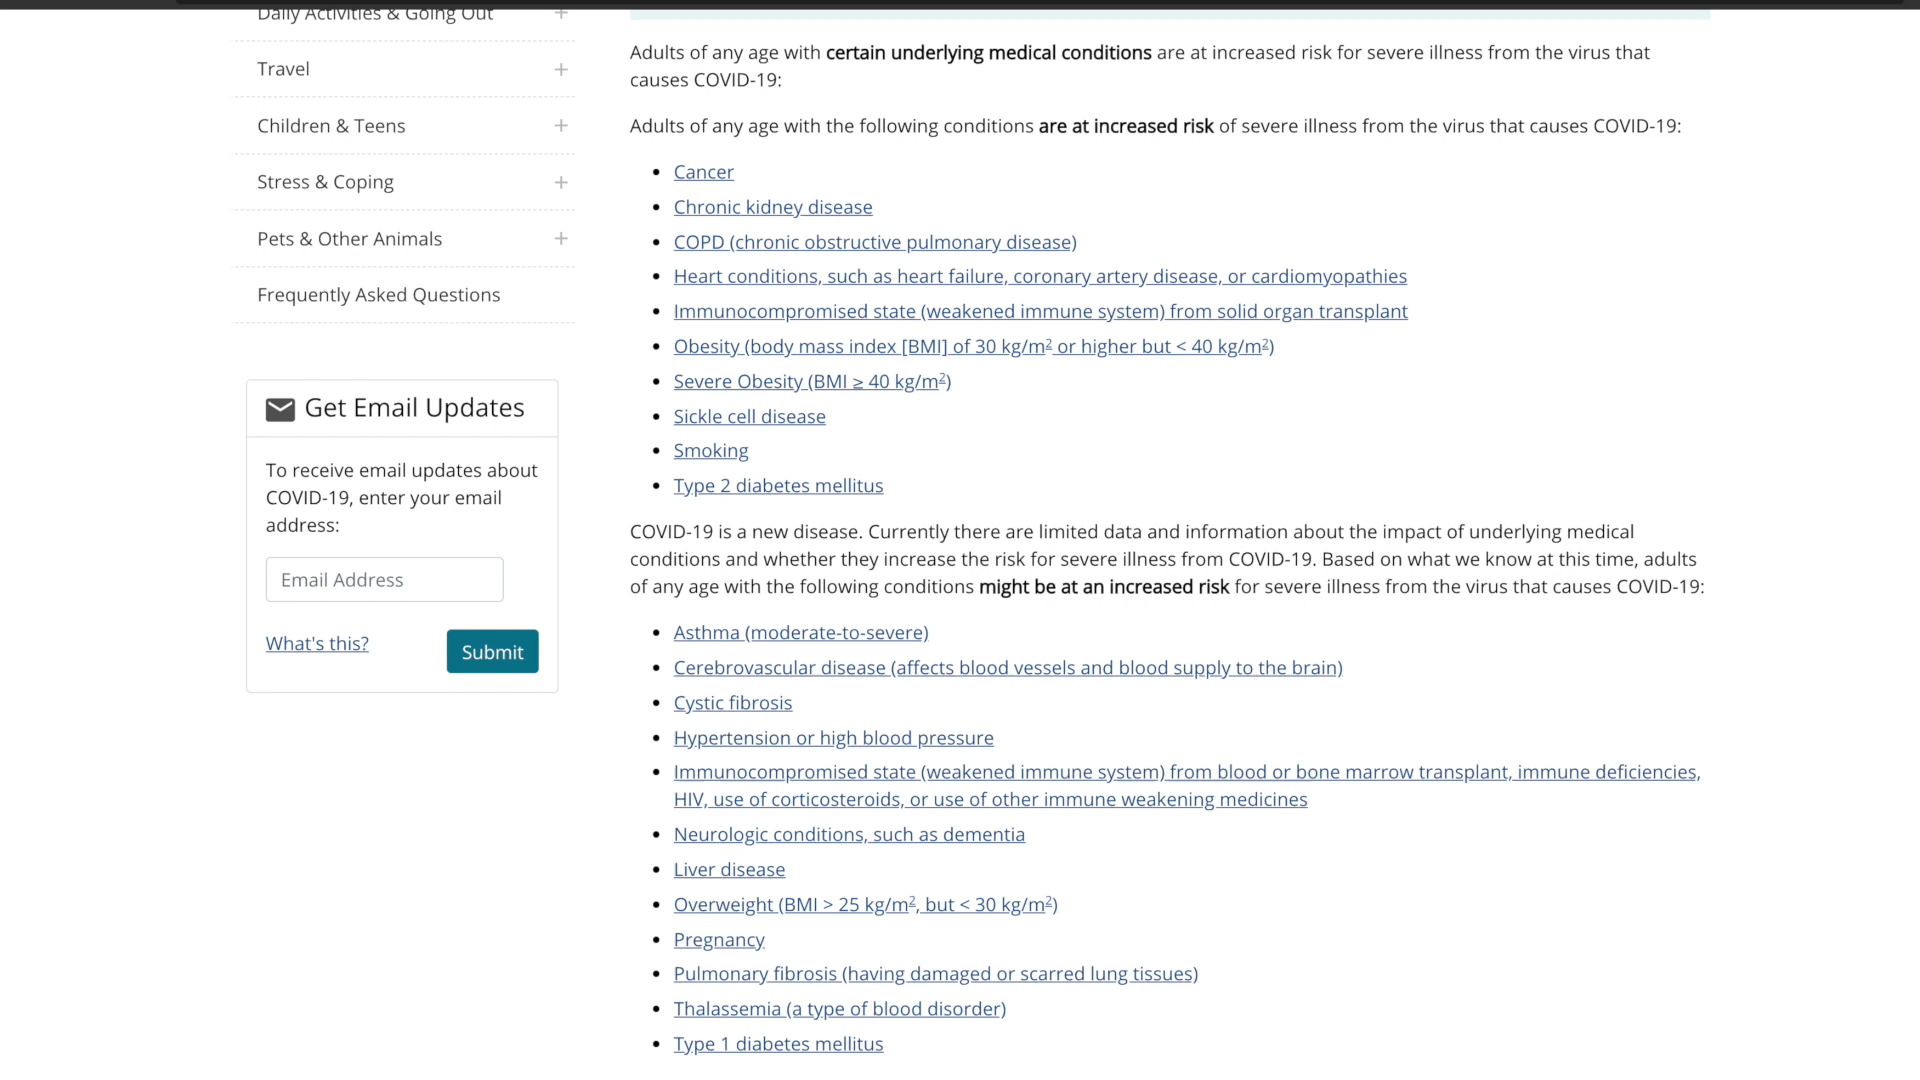 Daily Activities & Going Out +
Travel +
Children & Teens +
Stress & Coping +
Pets & Other Animals +
Frequently Asked Questions
Get Email Updates
To receive email updates about
COVID-19, enter your email
address:
Email Address
What's this?
Submit
Adults of any age with certain underlying medical conditions are at increased risk for severe illness from the virus that
causes COVID-19:
Adults of any age with the following conditions are at increased risk of severe illness from the virus that causes COVID-19:
• Cancer
• Chronic kidney disease
• COPD (chronic obstructive pulmonary disease)
• Heart conditions, such as heart failure, coronary artery disease, or cardiomyopathies
• Immunocompromised state (weakened immune system) from solid organ transplant
• Obesity (body mass index [BMI] of 30 kg/m² or higher but < 40 kg/m²)
• Severe Obesity (BMI ≥ 40 kg/m²)
• Sickle cell disease
• Smoking
• Type 2 diabetes mellitus
COVID-19 is a new disease. Currently there are limited data and information about the impact of underlying medical
conditions and whether they increase the risk for severe illness from COVID-19. Based on what we know at this time, adults
of any age with the following conditions might be at an increased risk for severe illness from the virus that causes COVID-19:
• Asthma (moderate-to-severe)
• Cerebrovascular disease (affects blood vessels and blood supply to the brain)
• Cystic fibrosis
• Hypertension or high blood pressure
• Immunocompromised state (weakened immune system) from blood or bone marrow transplant, immune deficiencies,
HIV, use of corticosteroids, or use of other immune weakening medicines
• Neurologic conditions, such as dementia
• Liver disease
• Overweight (BMI > 25 kg/m², but < 30 kg/m²)
• Pregnancy
• Pulmonary fibrosis (having damaged or scarred lung tissues)
• Thalassemia (a type of blood disorder)
• Type 1 diabetes mellitus